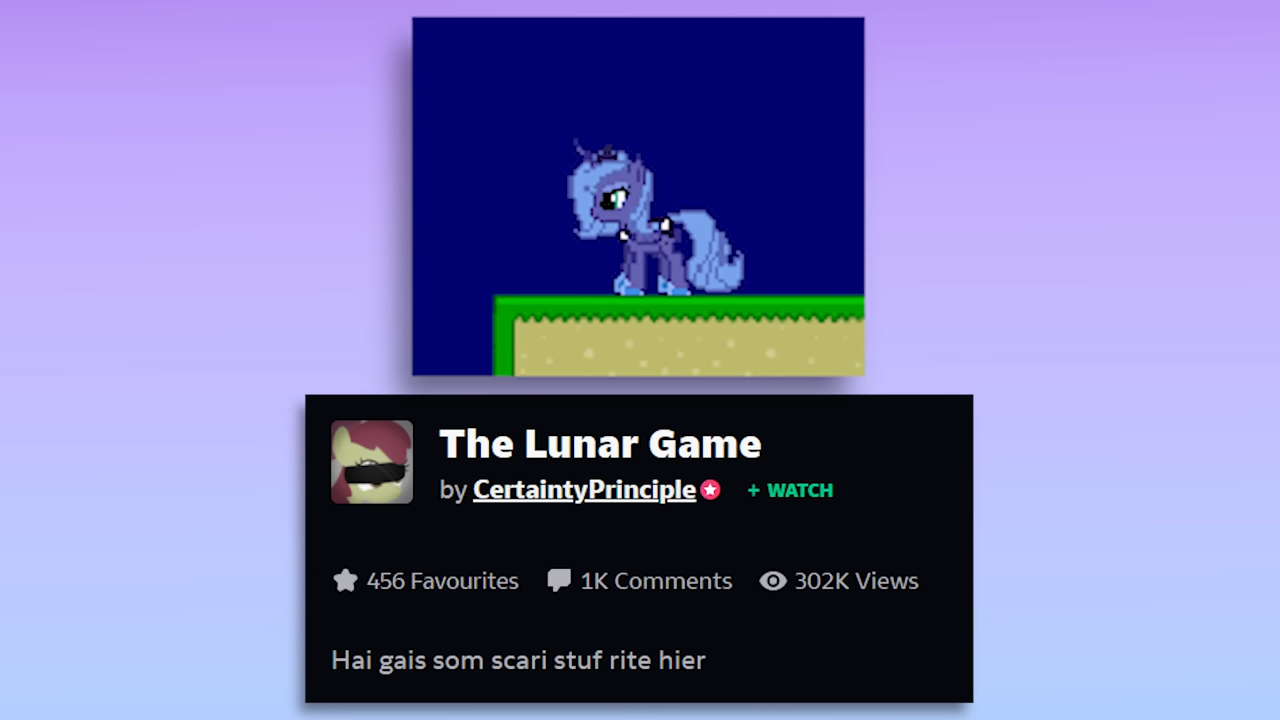 The Lunar Game
by CertaintyPrinciple + WATCH
456 Favourites 1K Comments 302K Views
Hai gais som scari stuf rite hier